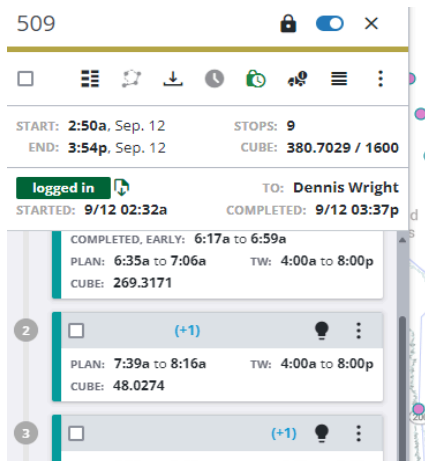 509
START: 2:50a, Sep. 12 STOPS: 9
END: 3:54p, Sep. 12 CUBE: 380.7029 / 1600
logged in TO: Dennis Wright
STARTED: 9/12 02:32a COMPLETED: 9/12 03:37p
COMPLETED, EARLY: 6:17a to 6:59a
PLAN: 6:35a to 7:06a TW: 4:00a to 8:00p
CUBE: 269.3171
2 (+1)
PLAN: 7:39a to 8:16a TW: 4:00a to 8:00p
CUBE: 48.0274
3 (+1)